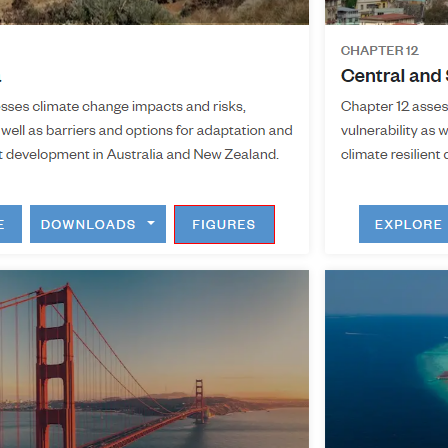 sses climate change impacts and risks,
well as barriers and options for adaptation and
development in Australia and New Zealand.
DOWNLOADS
FIGURES
CHAPTER 12
Central and
Chapter 12 asses
vulnerability as w
climate resilient
EXPLORE